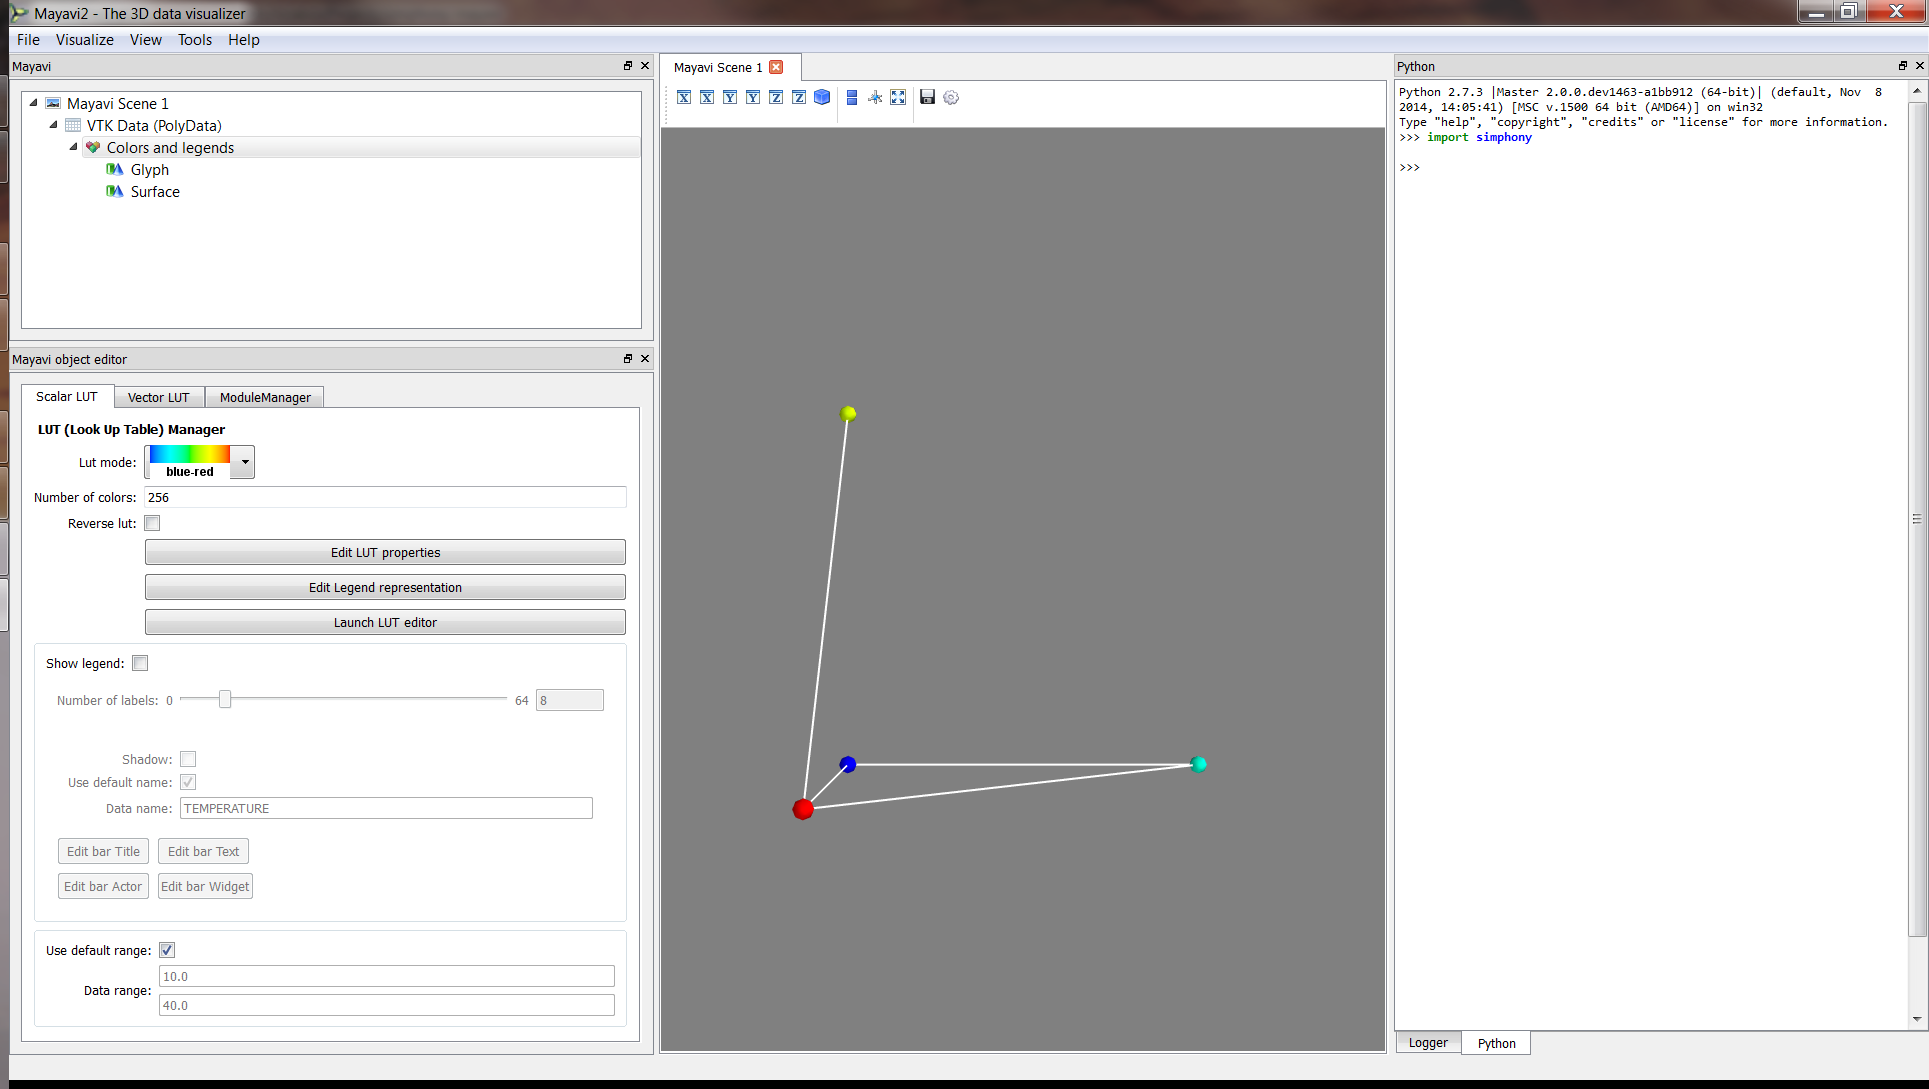 Mayavi2 - The 3D data visualizer
File Visualize View Tools Help
Mayavi
Mayavi Scene 1
VTK Data (PolyData)
Colors and legends
Glyph
Surface
Mayavi object editor
Scalar LUT Vector LUT ModuleManager
LUT (Look Up Table) Manager
Lut mode: blue-red
Number of colors: 256
Reverse lut:
Edit LUT properties
Edit Legend representation
Launch LUT editor
Show legend:
Number of labels: 0 64 8
Shadow:
Use default name:
Data name: TEMPERATURE
Edit bar Title Edit bar Text
Edit bar Actor Edit bar Widget
Use default range:
Data range:
10.0
40.0
Mayavi Scene 1
X X Y Y Z Z
Python
Python 2.7.3 |Master 2.0.0.dev1463-a1bb912 (64-bit)| (default, Nov  8
2014, 14:05:41) [MSC v.1500 64 bit (AMD64)] on win32
Type "help", "copyright", "credits" or "license" for more information.
>>> import simphony
>>>
Logger Python